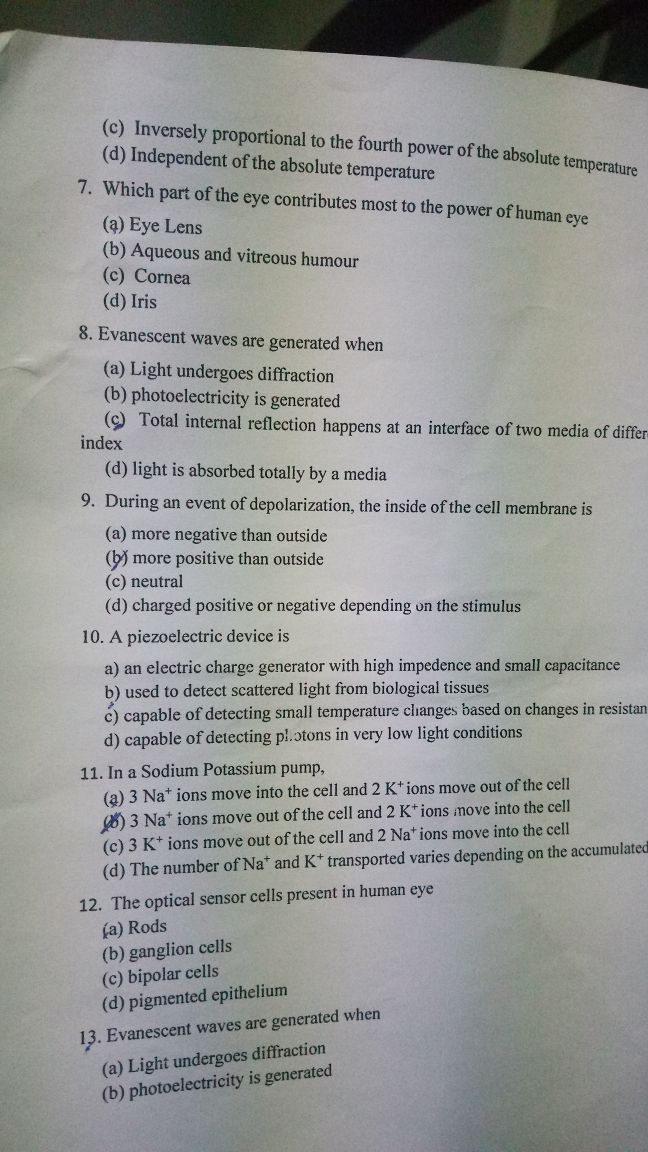 (c) Inversely proportional to the fourth power of the absolute temperature
(d) Independent of the absolute temperature
7. Which part of the eye contributes most to the power of human eye
(a) Eye Lens
(b) Aqueous and vitreous humour
(c) Cornea
(d) Iris
8. Evanescent waves are generated when
(a) Light undergoes diffraction
(b) photoelectricity is generated
(c) Total internal reflection happens at an interface of two media of differ
index
(d) light is absorbed totally by a media
9. During an event of depolarization, the inside of the cell membrane is
(a) more negative than outside
(b) more positive than outside
(c) neutral
(d) charged positive or negative depending on the stimulus
10. A piezoelectric device is
a) an electric charge generator with high impedence and small capacitance
b) used to detect scattered light from biological tissues
c) capable of detecting small temperature changes based on changes in resistan
d) capable of detecting photons in very low light conditions
11. In a Sodium Potassium pump,
(a) 3 Na⁺ ions move into the cell and 2 K⁺ ions move out of the cell
(b) 3 Na⁺ ions move out of the cell and 2 K⁺ ions move into the cell
(c) 3 K⁺ ions move out of the cell and 2 Na⁺ ions move into the cell
(d) The number of Na⁺ and K⁺ transported varies depending on the accumulated
12. The optical sensor cells present in human eye
(a) Rods
(b) ganglion cells
(c) bipolar cells
(d) pigmented epithelium
13. Evanescent waves are generated when
(a) Light undergoes diffraction
(b) photoelectricity is generated